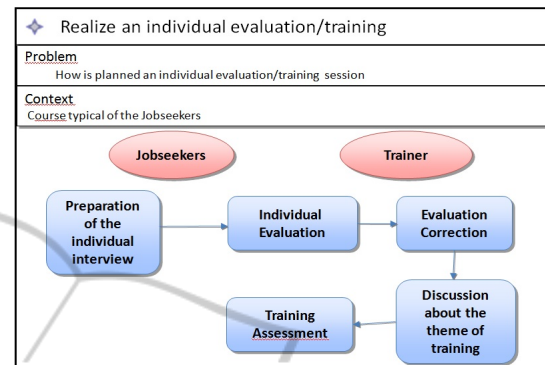 Realize an individual evaluation/training
Problem
How is planned an individual evaluation/training session
Context
Course typical of the Jobseekers
Jobseekers
Trainer
Preparation
of the
individual
interview
Individual
Evaluation
Evaluation
Correction
Training
Assessment
Discussion
about the
theme of
training